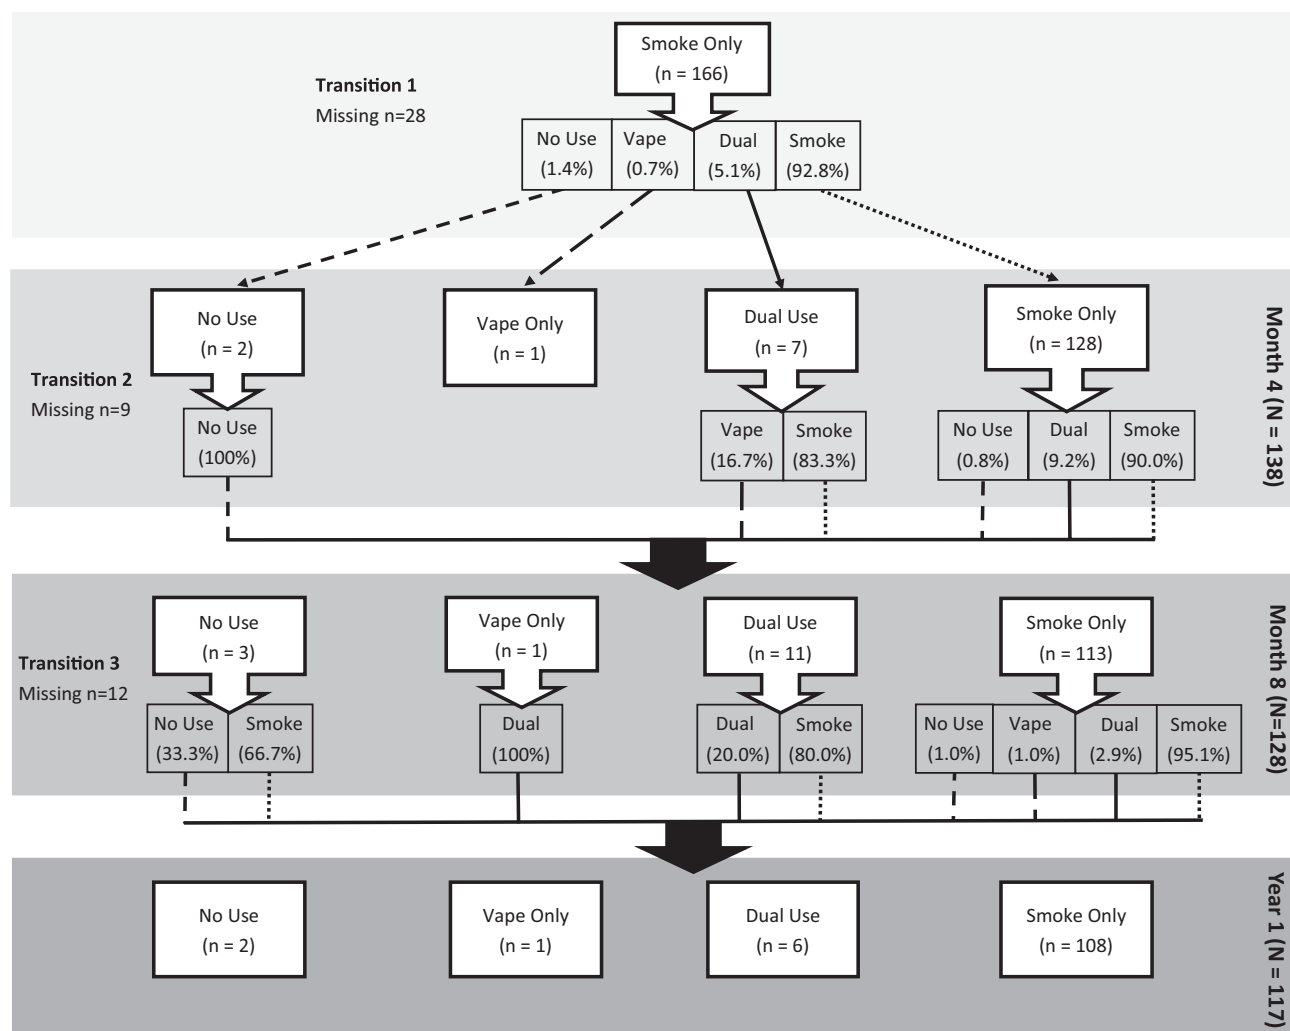 Smoke Only
(n = 166)
Transition 1
Missing n=28
No Use
(1.4%)
Vape
(0.7%)
Dual
(5.1%)
Smoke
(92.8%)
Month 4 (N = 138)
No Use
(n = 2)
Vape Only
(n = 1)
Dual Use
(n = 7)
Smoke Only
(n = 128)
Transition 2
Missing n=9
No Use
(100%)
Vape
(16.7%)
Smoke
(83.3%)
No Use
(0.8%)
Dual
(9.2%)
Smoke
(90.0%)
Month 8 (N=128)
No Use
(n = 3)
Vape Only
(n = 1)
Dual Use
(n = 11)
Smoke Only
(n = 113)
Transition 3
Missing n=12
No Use
(33.3%)
Smoke
(66.7%)
Dual
(100%)
Dual
(20.0%)
Smoke
(80.0%)
No Use
(1.0%)
Vape
(1.0%)
Dual
(2.9%)
Smoke
(95.1%)
Year 1 (N = 117)
No Use
(n = 2)
Vape Only
(n = 1)
Dual Use
(n = 6)
Smoke Only
(n = 108)